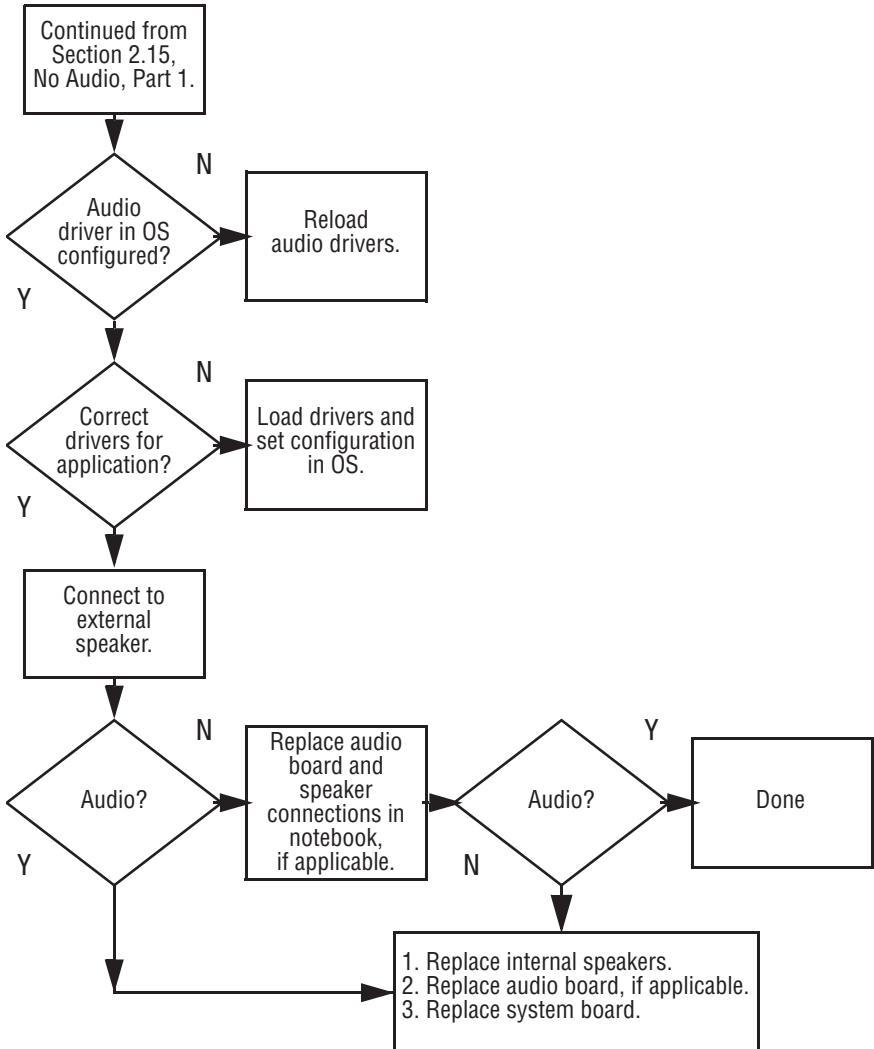 Continued from
Section 2.15,
No Audio, Part 1.
N
Audio
driver in OS
configured?
Reload
audio drivers.
Y
N
Correct
drivers for
application?
Load drivers and
set configuration
in OS.
Y
Connect to
external
speaker.
N
Audio?
Replace audio
board and
speaker
connections in
notebook,
if applicable.
Y
Audio?
Done
Y
N
1. Replace internal speakers.
2. Replace audio board, if applicable.
3. Replace system board.